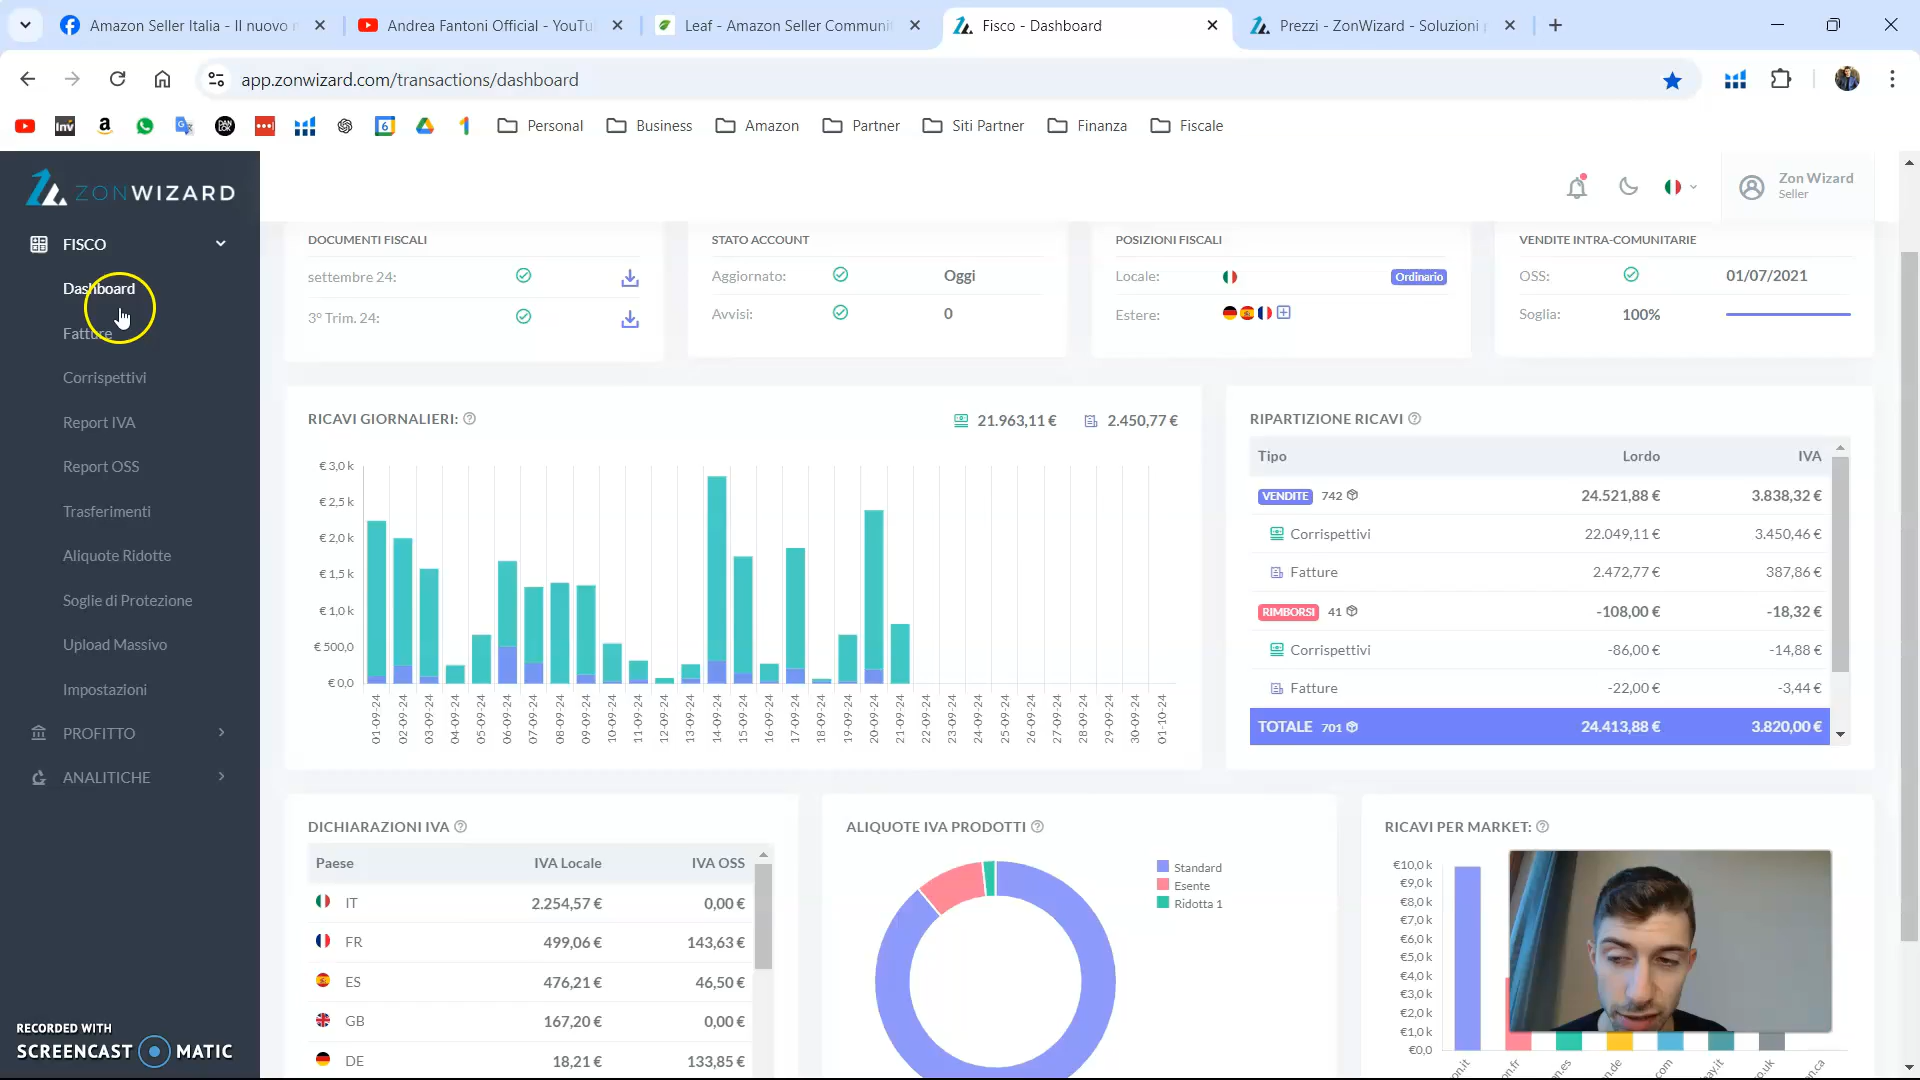 Amazon Seller Italia - Il nuovo n
Andrea Fantoni Official - YouTu
Leaf - Amazon Seller Communit
Fisco - Dashboard
Prezzi - ZonWizard - Soluzioni p
app.zonwizard.com/transactions/dashboard
Personal
Business
Amazon
Partner
Siti Partner
Finanza
Fiscale
ZONWIZARD
FISCO
Dashboard
Fatture
Corrispettivi
Report IVA
Report OSS
Trasferimenti
Aliquote Ridotte
Soglie di Protezione
Upload Massivo
Impostazioni
PROFITTO
ANALITICHE
Zon Wizard
Seller
DOCUMENTI FISCALI
settembre 24:
3° Trim. 24:
STATO ACCOUNT
Aggiornato: Oggi
Avvisi: 0
POSIZIONI FISCALI
Locale: Ordinario
Estere:
VENDITE INTRA-COMUNITARIE
OSS: 01/07/2021
Soglia: 100%
RICAVI GIORNALIERI: 21.963,11 € 2.450,77 €
€ 3,0 k
€ 2,5 k
€ 2,0 k
€ 1,5 k
€ 1,0 k
€ 500,0
€ 0,0
01-09-24
02-09-24
03-09-24
04-09-24
05-09-24
06-09-24
07-09-24
08-09-24
09-09-24
10-09-24
11-09-24
12-09-24
13-09-24
14-09-24
15-09-24
16-09-24
17-09-24
18-09-24
19-09-24
20-09-24
21-09-24
22-09-24
23-09-24
24-09-24
25-09-24
26-09-24
27-09-24
28-09-24
29-09-24
30-09-24
01-10-24
RIPARTIZIONE RICAVI
Tipo Lordo IVA
VENDITE 742 24.521,88 € 3.838,32 €
Corrispettivi 22.049,11 € 3.450,46 €
Fatture 2.472,77 € 387,86 €
RIMBORSI 41 -108,00 € -18,32 €
Corrispettivi -86,00 € -14,88 €
Fatture -22,00 € -3,44 €
TOTALE 701 24.413,88 € 3.820,00 €
DICHIARAZIONI IVA
Paese IVA Locale IVA OSS
IT 2.254,57 € 0,00 €
FR 499,06 € 143,63 €
ES 476,21 € 46,50 €
GB 167,20 € 0,00 €
DE 18,21 € 133,85 €
ALIQUOTE IVA PRODOTTI
Standard
Esente
Ridotta 1
RICAVI PER MARKET:
€10,0 k
€9,0 k
€8,0 k
€7,0 k
€6,0 k
€5,0 k
€4,0 k
€3,0 k
€2,0 k
€1,0 k
€0,0
on.it
on.fr
n.es
n.de
.com
ay.it
o.uk
n.ca
RECORDED WITH
SCREENCAST MATIC